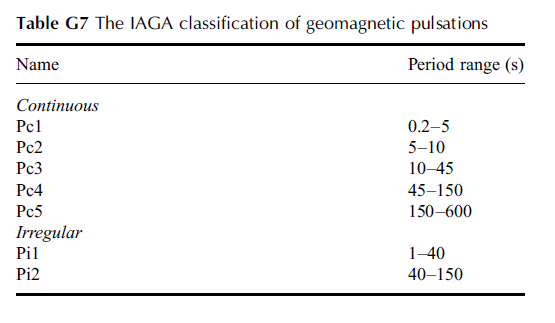 Table G7 The IAGA classification of geomagnetic pulsations
Name Period range (s)
Continuous
Pc1 0.2–5
Pc2 5–10
Pc3 10–45
Pc4 45–150
Pc5 150–600
Irregular
Pi1 1–40
Pi2 40–150